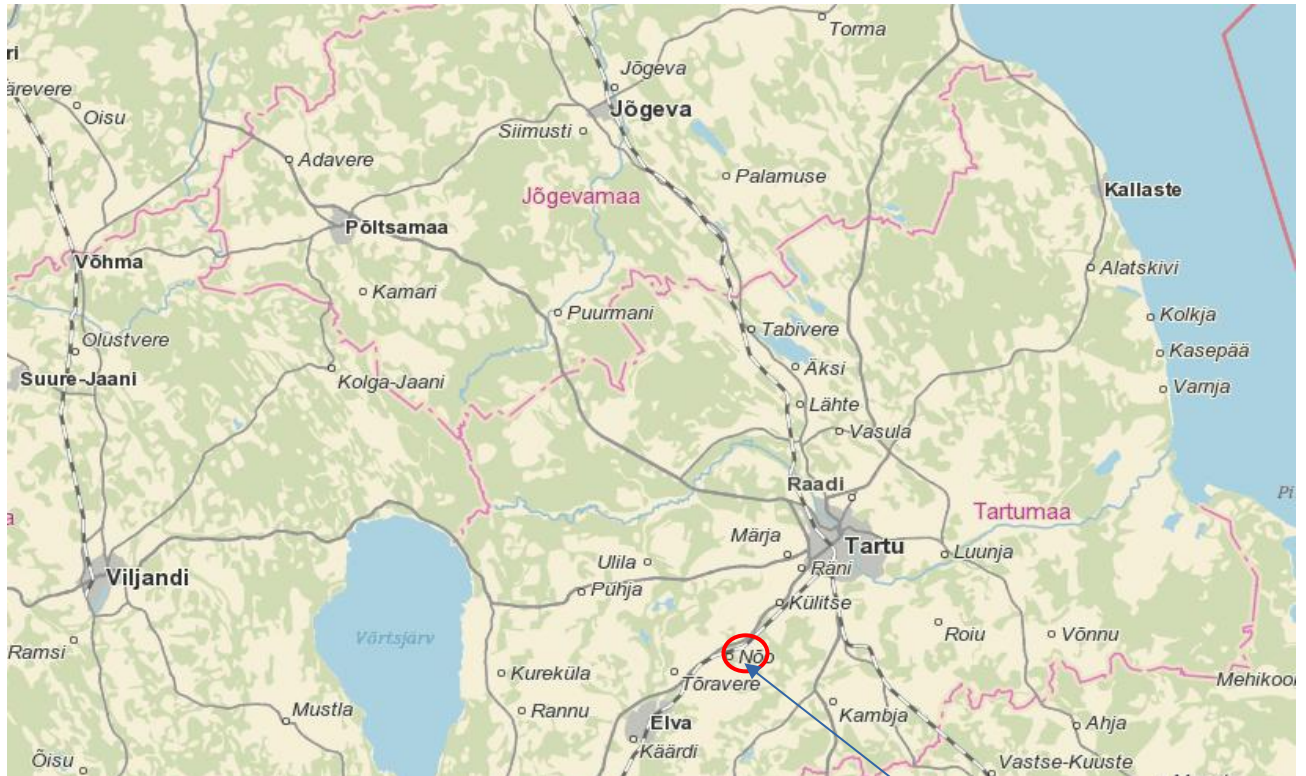 Torma
ri
Jõgeva
ärevere
Oisu
Jõgeva
Siimusti
Adavere
Palamuse
Jõgevamaa
Kallaste
Põltsamaa
Võhma
Alatskivi
Kamari
Puurmani
Kolkja
Tabivere
Olustvere
Kasepää
Äksi
Suure-Jaani
Kolga-Jaani
Varnja
Lähte
Vasula
Raadi
Pi
Tartumaa
a
Märja
Tartu
Luunja
Ulila
Räni
Viljandi
Puhja
Külitse
Roiu
Võnnu
Võrtsjärv
Ramsi
Nõo
Kureküla
Tõravere
Mehikoor
Rannu
Kambja
Mustla
Elva
Ahja
Käärdi
Õisu
Vastse-Kuuste